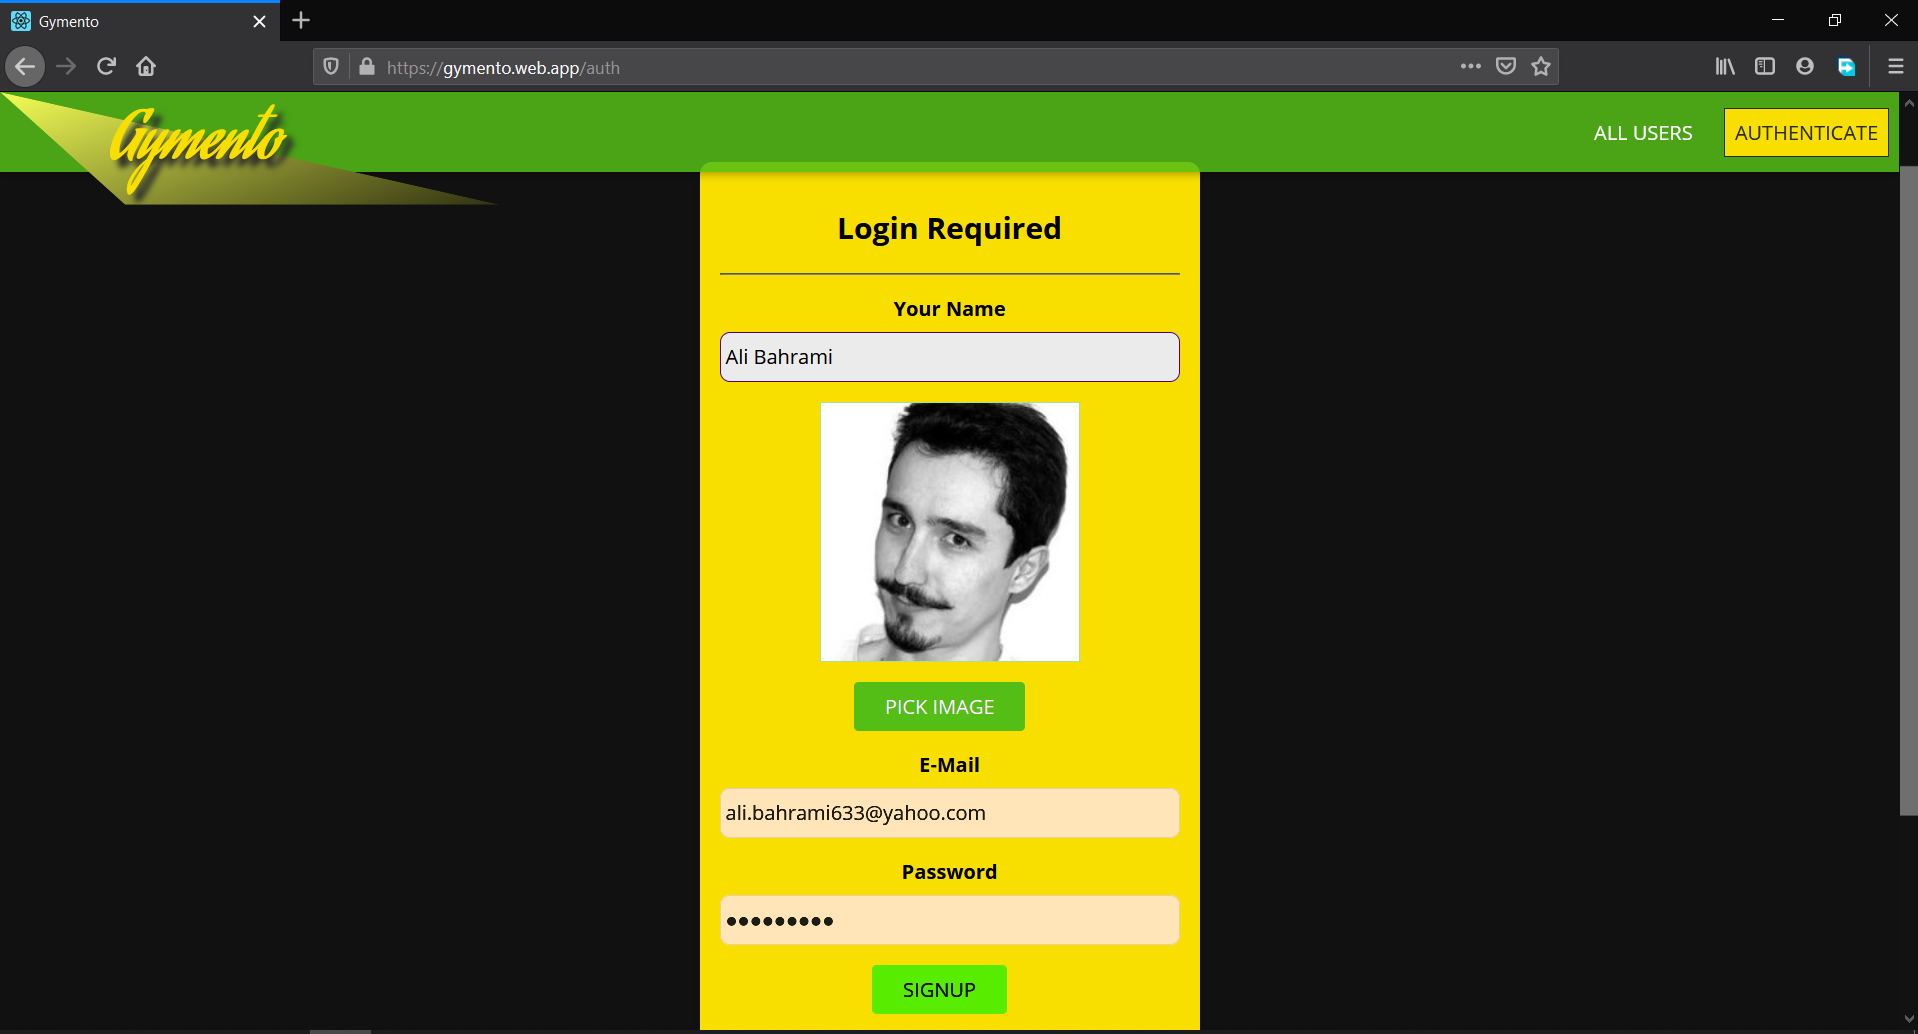 Gymento
https://gymento.web.app/auth
Gymento
ALL USERS
AUTHENTICATE
Login Required
Your Name
Ali Bahrami
PICK IMAGE
E-Mail
ali.bahrami633@yahoo.com
Password
SIGNUP